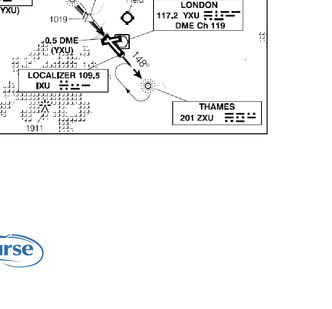 YXU)
1019
0.5 DME
(YXU)
LONDON
117.2 YXU
DME Ch 119
148°
LOCALIZER 109.5
IXU
THAMES
201 ZXU
1911
urse